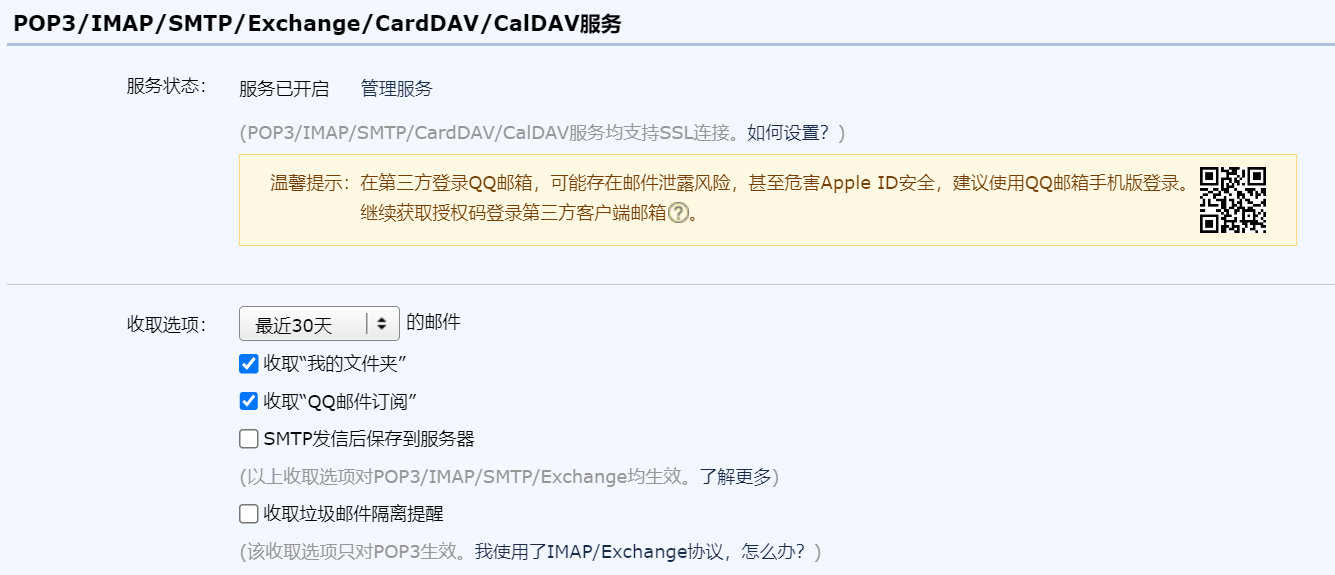 POP3/IMAP/SMTP/Exchange/CardDAV/CalDAV服务
服务状态： 服务已开启 管理服务
(POP3/IMAP/SMTP/CardDAV/CalDAV服务均支持SSL连接。如何设置？)
温馨提示：在第三方登录QQ邮箱，可能存在邮件泄露风险，甚至危害Apple ID安全，建议使用QQ邮箱手机版登录。
继续获取授权码登录第三方客户端邮箱?。
收取选项： 最近30天 的邮件
收取“我的文件夹”
收取“QQ邮件订阅”
SMTP发信后保存到服务器
(以上收取选项对POP3/IMAP/SMTP/Exchange均生效。了解更多)
收取垃圾邮件隔离提醒
(该收取选项只对POP3生效。我使用了IMAP/Exchange协议，怎么办？)